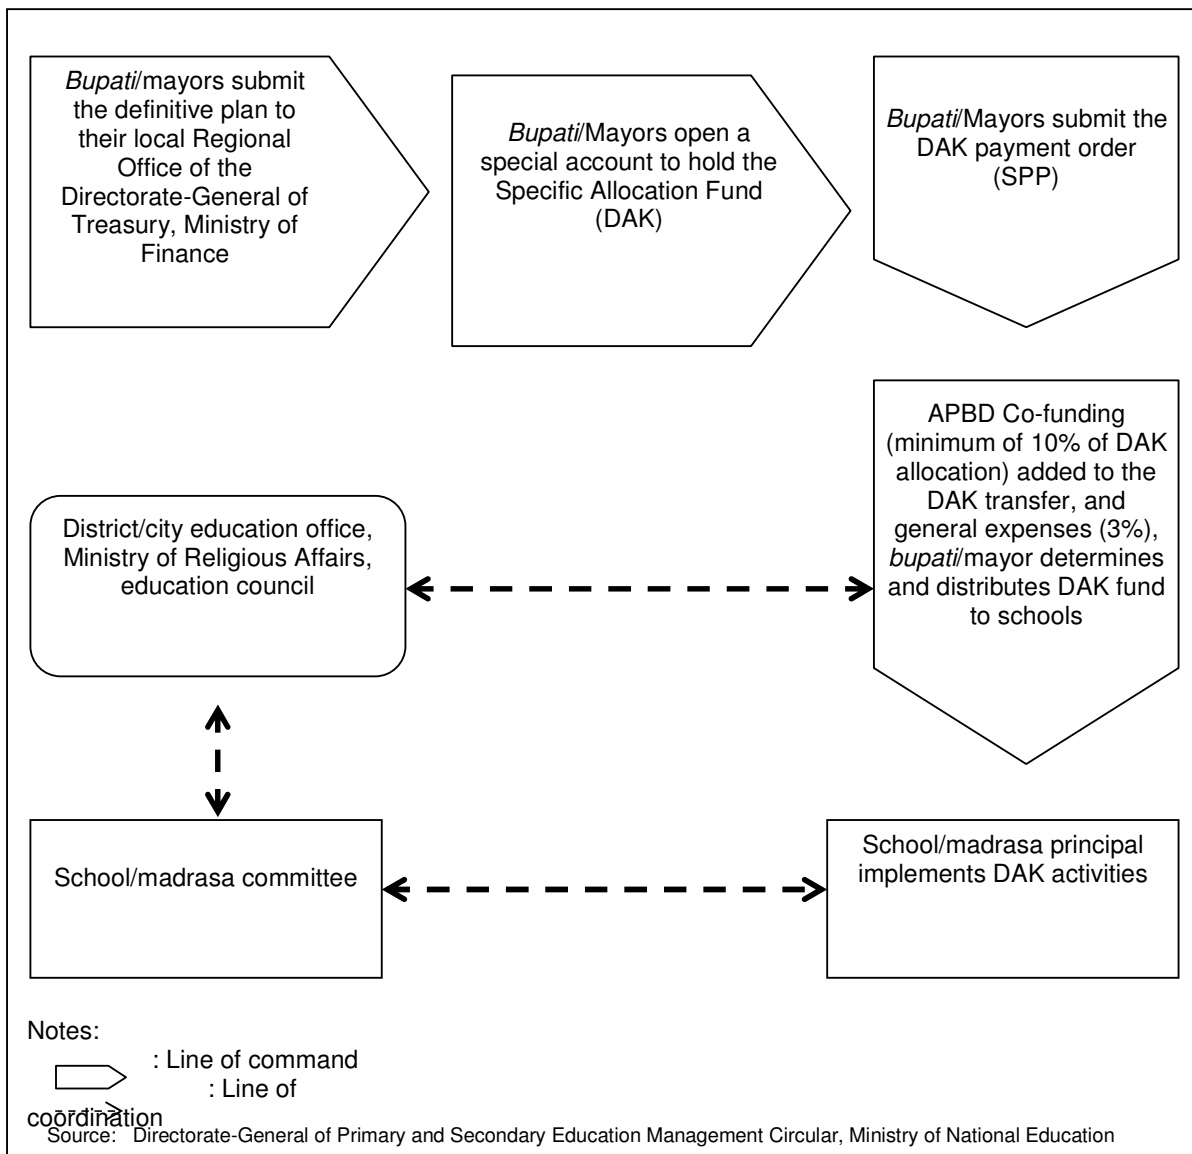 Bupati/mayors submit
the definitive plan to
their local Regional
Office of the
Directorate-General of
Treasury, Ministry of
Finance
Bupati/Mayors open a
special account to hold the
Specific Allocation Fund
(DAK)
Bupati/Mayors submit the
DAK payment order
(SPP)
APBD Co-funding
(minimum of 10% of DAK
allocation) added to the
DAK transfer, and
general expenses (3%),
bupati/mayor determines
and distributes DAK fund
to schools
District/city education office,
Ministry of Religious Affairs,
education council
School/madrasa committee
School/madrasa principal
implements DAK activities
Notes:
: Line of command
: Line of
coordination
Source: Directorate-General of Primary and Secondary Education Management Circular, Ministry of National Education